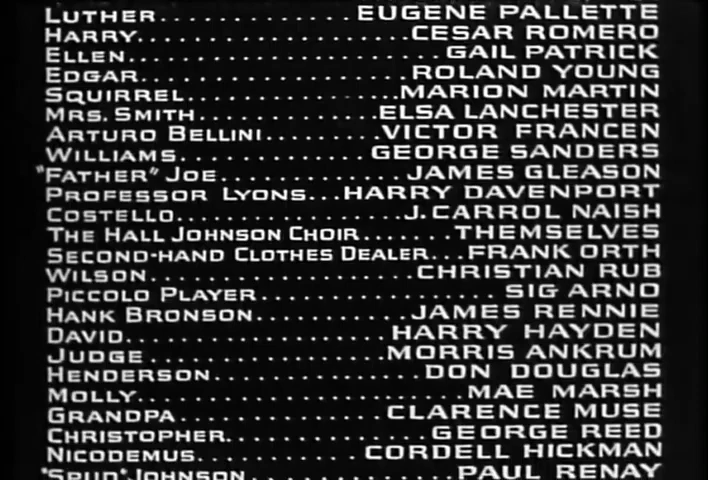 LUTHER..............EUGENE PALLETTE
HARRY....................CESAR ROMERO
ELLEN.......................GAIL PATRICK
EDGAR....................ROLAND YOUNG
SQUIRREL................MARION MARTIN
MRS. SMITH..............ELSA LANCHESTER
ARTURO BELLINI.........VICTOR FRANCEN
WILLIAMS...............GEORGE SANDERS
"FATHER" JOE..............JAMES GLEASON
PROFESSOR LYONS...HARRY DAVENPORT
COSTELLO.................J. CARROL NAISH
THE HALL JOHNSON CHOIR.......THEMSELVES
SECOND-HAND CLOTHES DEALER...FRANK ORTH
WILSON....................CHRISTIAN RUB
PICCOLO PLAYER.................SIG ARNO
HANK BRONSON............JAMES RENNIE
DAVID....................HARRY HAYDEN
JUDGE..................MORRIS ANKRUM
HENDERSON................DON DOUGLAS
MOLLY.........................MAE MARSH
GRANDPA................CLARENCE MUSE
CHRISTOPHER...............GEORGE REED
NICODEMUS...........CORDELL HICKMAN
"SPUD" JOHNSON...............PAUL RENAY